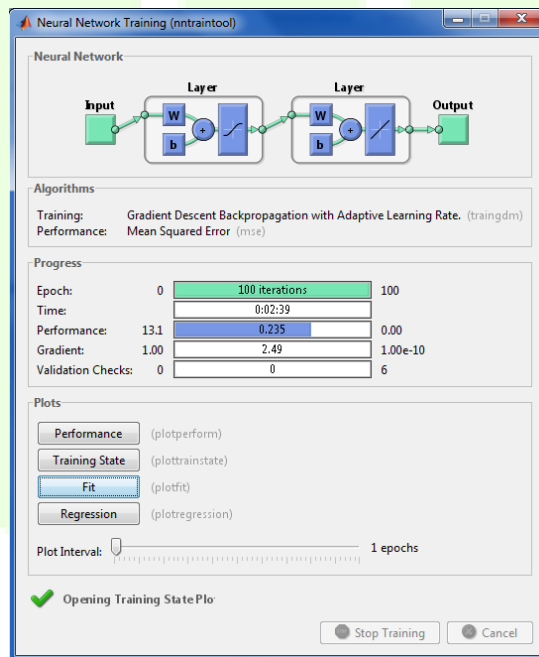 Neural Network Training (nntraintool)
Neural Network
Layer Layer
Input Output
W W
+ +
b b
Algorithms
Training: Gradient Descent Backpropagation with Adaptive Learning Rate. (traingdm)
Performance: Mean Squared Error (mse)
Progress
Epoch: 0 100 iterations 100
Time: 0:02:39
Performance: 13.1 0.235 0.00
Gradient: 1.00 2.49 1.00e-10
Validation Checks: 0 0 6
Plots
Performance (plotperform)
Training State (plottrainstate)
Fit (plotfit)
Regression (plotregression)
Plot Interval: 1 epochs
Opening Training State Plo
Stop Training Cancel